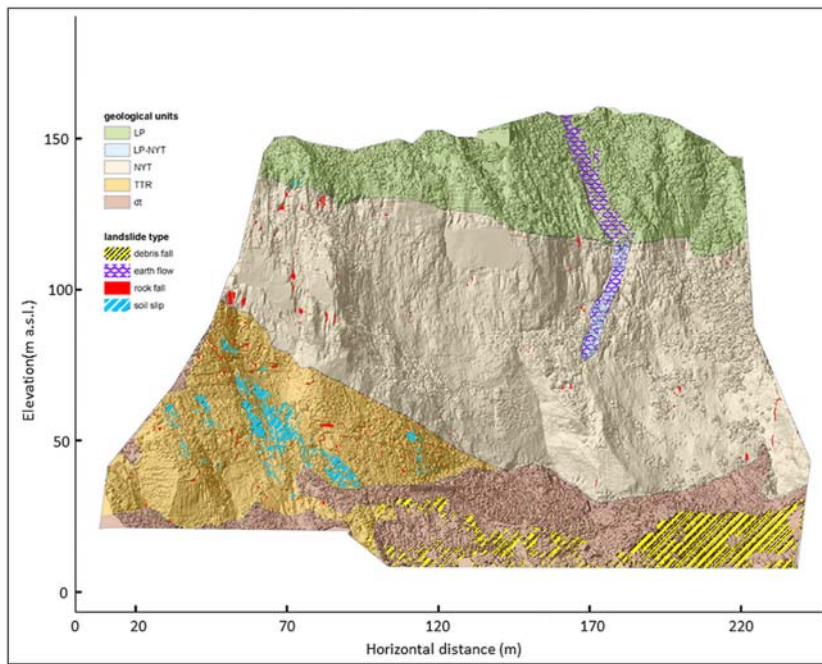 150
100
50
0
Elevation(m a.s.l.)
geological units
LP
LP-NYT
NYT
TTR
dt
landslide type
debris fall
earth flow
rock fall
soil slip
0 20 70 120 170 220
Horizontal distance (m)